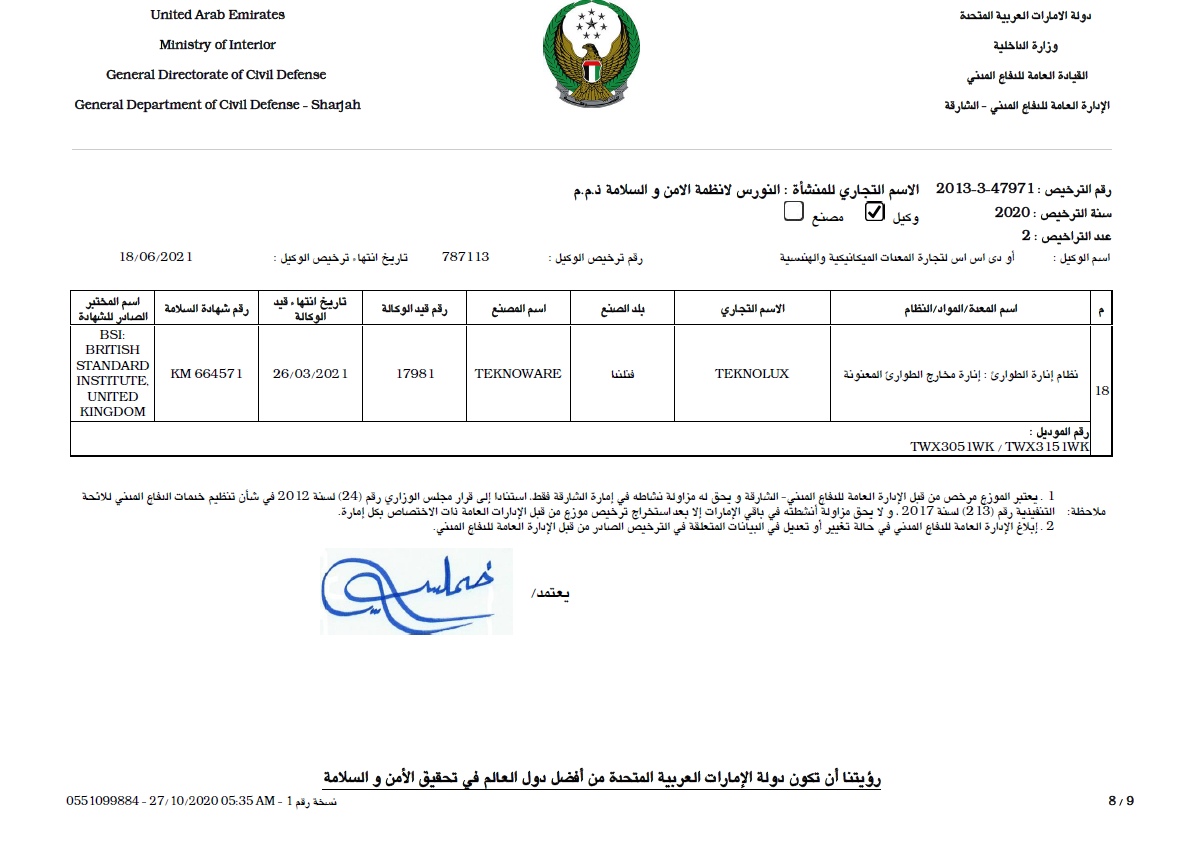 United Arab Emirates
Ministry of Interior
General Directorate of Civil Defense
General Department of Civil Defense - Sharjah
دولة الامارات العربية المتحدة
وزارة الداخلية
القيادة العامة للدفاع المدني
الإدارة العامة للدفاع المدني - الشارقة
رقم الترخيص : 2013-3-47971 الاسم التجاري للمنشأة : النورس لانظمة الامن و السلامة ذ.م.م
سنة الترخيص : 2020 وكيل مصنع
عدد التراخيص : 2
اسم الوكيل : أو دى اس اس لتجارة المعدات الميكانيكية والهندسية رقم ترخيص الوكيل : 787113 تاريخ انتهاء ترخيص الوكيل : 18/06/2021
م
اسم المعدة/المواد/النظام
الاسم التجاري
بلد الصنع
اسم المصنع
رقم قيد الوكالة
تاريخ انتهاء قيد
الوكالة
رقم شهادة السلامة
اسم المختبر
الصادر للشهادة
18
نظام إنارة الطوارئ : إنارة مخارج الطوارئ المعنونة
TEKNOLUX
فنلندا
TEKNOWARE
17981
26/03/2021
KM 664571
BSI:
BRITISH
STANDARD
INSTITUTE,
UNITED
KINGDOM
رقم الموديل :
TWX3051WK / TWX3151WK
ملاحظة:
1 . يعتبر الموزع مرخص من قبل الإدارة العامة للدفاع المدني- الشارقة و يحق له مزاولة نشاطه في إمارة الشارقة فقط، استنادا إلى قرار مجلس الوزاري رقم (24) لسنة 2012 في شأن تنظيم خدمات الدفاع المدني للائحة
التنفيذية رقم (213) لسنة 2017 ، و لا يحق مزاولة أنشطته في باقي الإمارات إلا بعد استخراج ترخيص موزع من قبل الإدارات العامة ذات الاختصاص بكل إمارة.
2 . إبلاغ الإدارة العامة للدفاع المدني في حالة تغيير أو تعديل في البيانات المتعلقة في الترخيص الصادر من قبل الإدارة العامة للدفاع المدني.
يعتمد/
رؤيتنا أن تكون دولة الإمارات العربية المتحدة من أفضل دول العالم في تحقيق الأمن و السلامة
0551099884 - 27/10/2020 05:35 AM - نسخة رقم 1
8 / 9